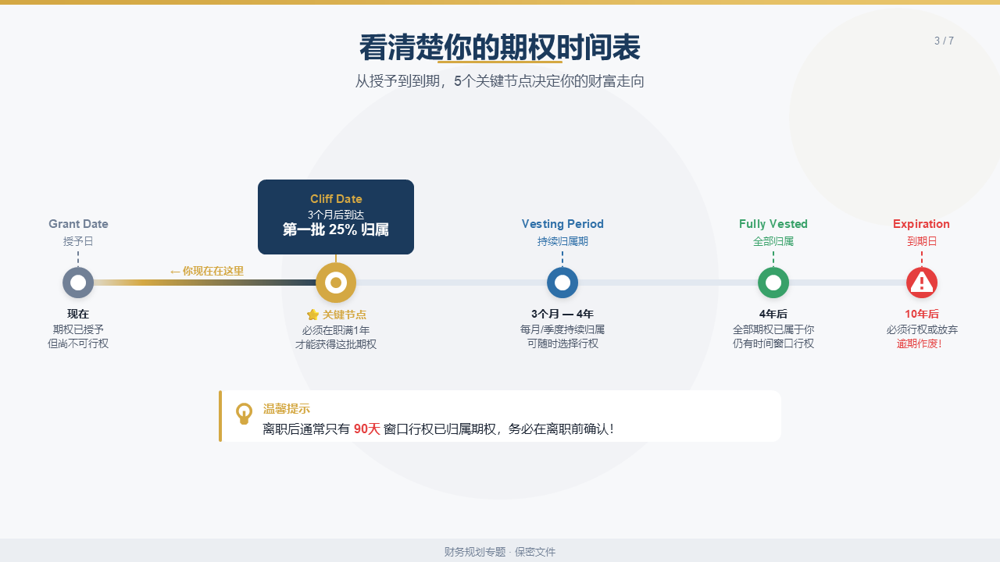 看清楚你的期权时间表
3 / 7
从授予到到期，5个关键节点决定你的财富走向
Grant Date
授予日
现在
期权已授予
但尚不可行权
← 你现在在这里
Cliff Date
3个月后到达
第一批 25% 归属
⭐ 关键节点
必须在职满1年
才能获得这批期权
Vesting Period
持续归属期
3个月 — 4年
每月/季度持续归属
可随时选择行权
Fully Vested
全部归属
4年后
全部期权已属于你
仍有时间窗口行权
Expiration
到期日
10年后
必须行权或放弃
逾期作废！
温馨提示
离职后通常只有 90天 窗口行权已归属期权，务必在离职前确认！
财务规划专题 · 保密文件